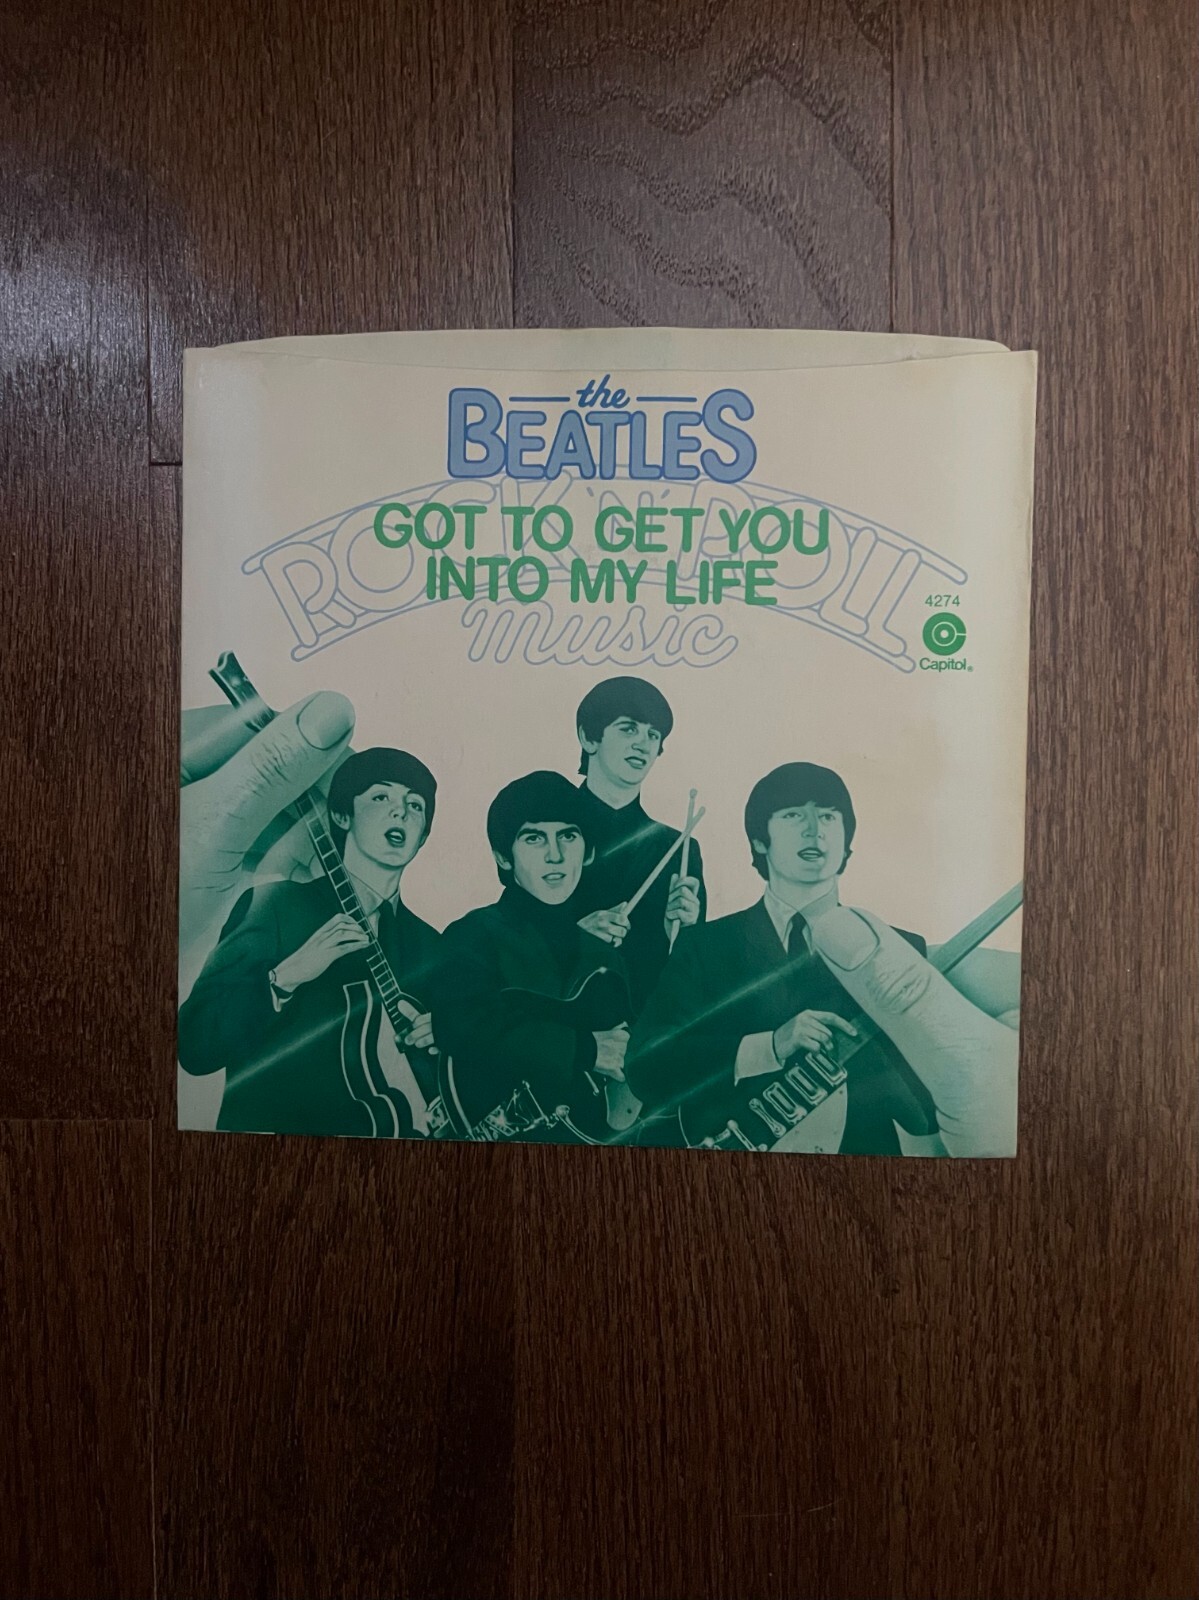 the
BEATLES
ROCK 'N' ROLL
GOT TO GET YOU
INTO MY LIFE
Music
4274
Capitol®